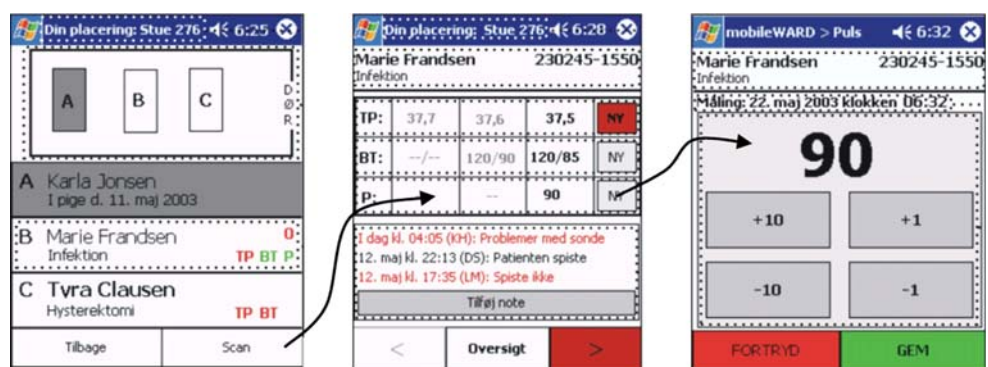 Din placering: Stue 276 6:25
A B C
DØR
A Karla Jonsen
I pige d. 11. maj 2003
B Marie Frandsen O
Infektion TP BT P
C Tvra Clausen
Hysterektomi TP BT
Tilbage Scan
Din placering: Stue 276 6:28
Marie Frandsen 230245-1550
Infektion
TP: 37,7 37,6 37,5 NY
BT: --/-- 120/90 120/85 NY
P: -- 90 NY
I dag kl. 04:05 (KH): Problemer med sonde
12. maj kl. 22:13 (DS): Patienten spiste
12. maj kl. 17:35 (LM): Spiste ikke
Tilføj note
< Oversigt >
mobileWARD > Puls 6:32
Marie Frandsen 230245-1550
Infektion
Måling: 22. maj 2003 klokken 06:32
90
+10 +1
-10 -1
FORTRYD GEM